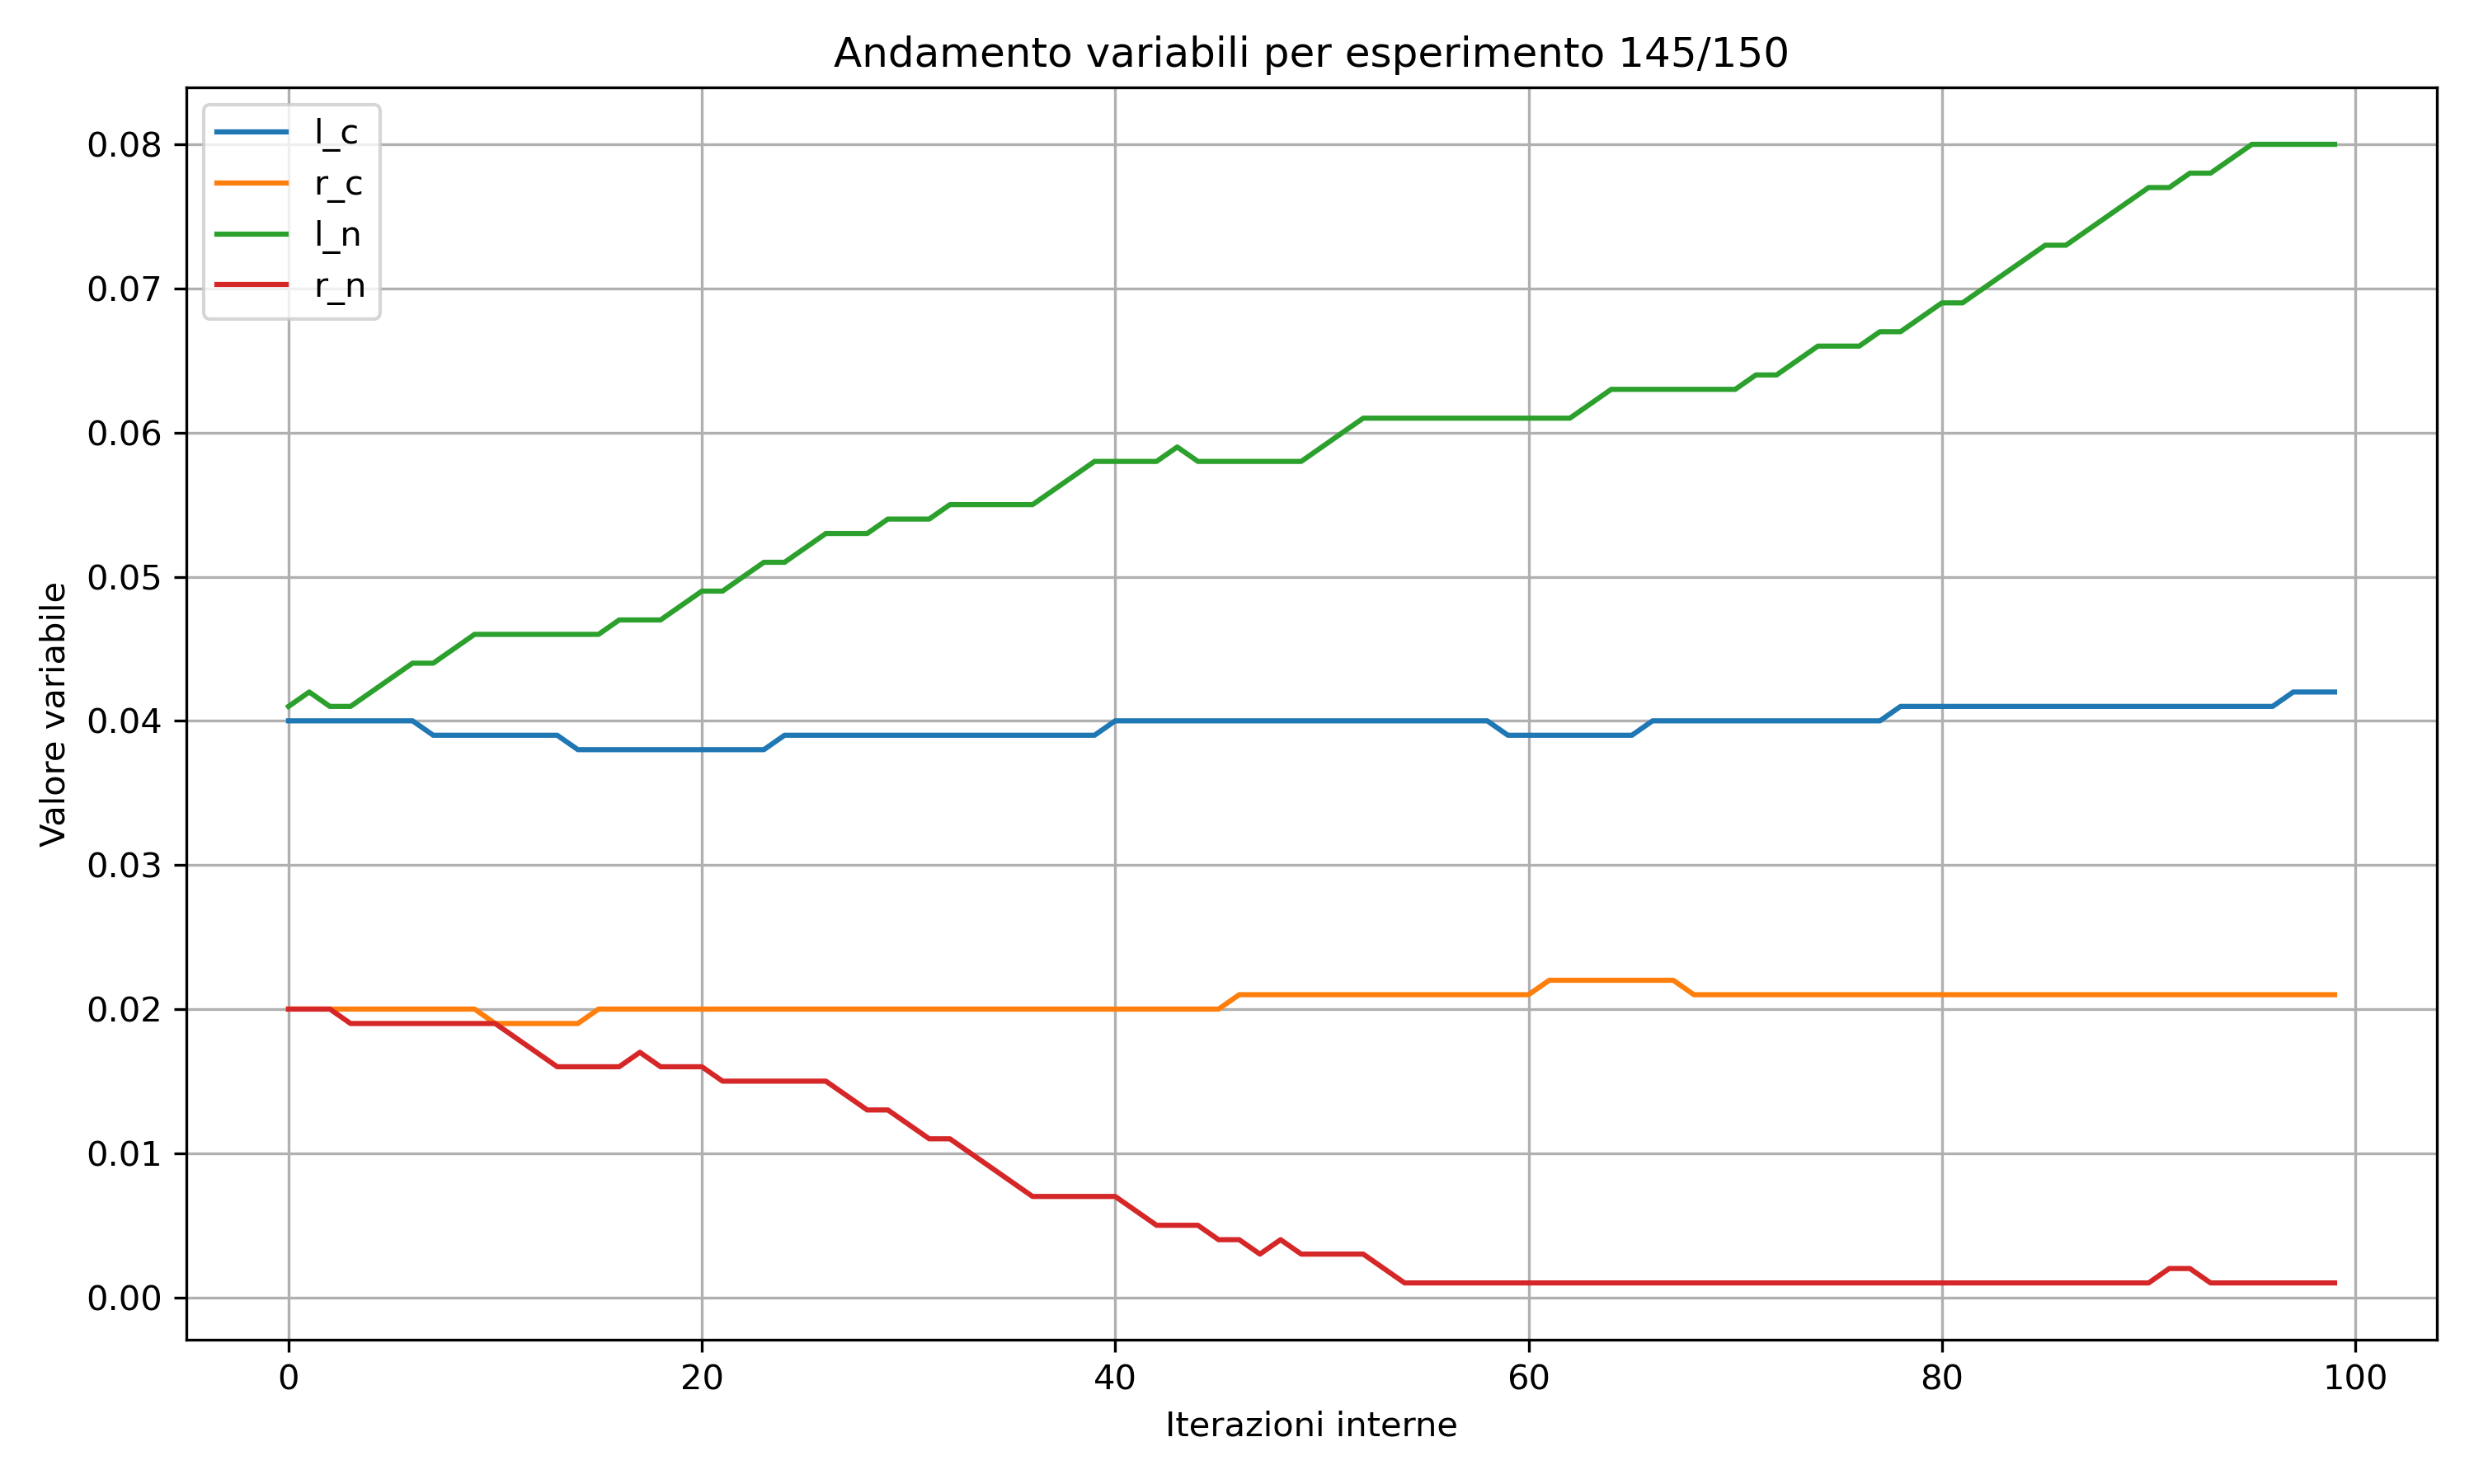 Andamento variabili per esperimento 145/150
l_c
r_c
l_n
r_n
Valore variabile
0.08
0.07
0.06
0.05
0.04
0.03
0.02
0.01
0.00
0 20 40 60 80 100
Iterazioni interne